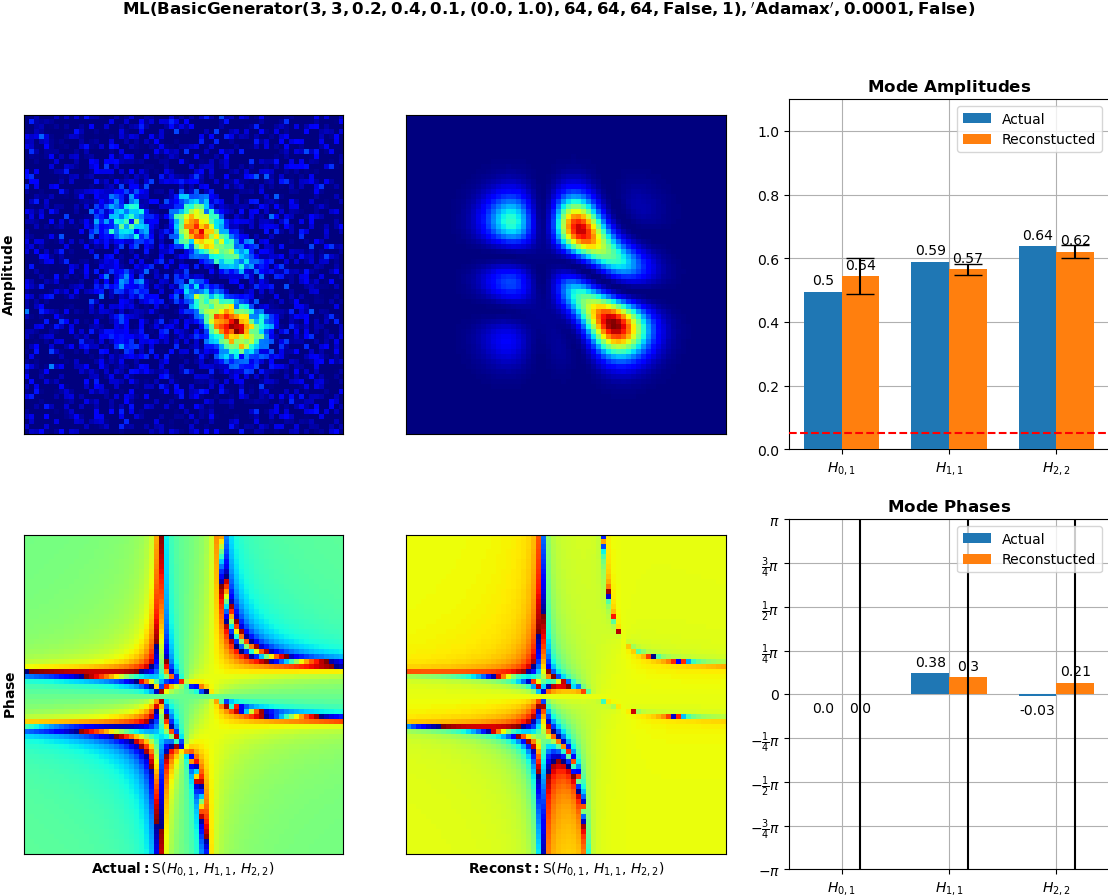 ML(BasicGenerator(3, 3, 0.2, 0.4, 0.1, (0.0, 1.0), 64, 64, 64, False, 1), 'Adamax', 0.0001, False)
Amplitude
Mode Amplitudes
Actual
Reconstucted
1.0
0.8
0.6
0.4
0.2
0.0
0.5
0.54
0.59
0.57
0.64
0.62
H0,1
H1,1
H2,2
Phase
Actual: S(H0,1, H1,1, H2,2)
Reconst: S(H0,1, H1,1, H2,2)
Mode Phases
Actual
Reconstucted
π
3/4π
1/2π
1/4π
0
−1/4π
−1/2π
−3/4π
−π
0.0
0.0
0.38
0.3
-0.03
0.21
H0,1
H1,1
H2,2